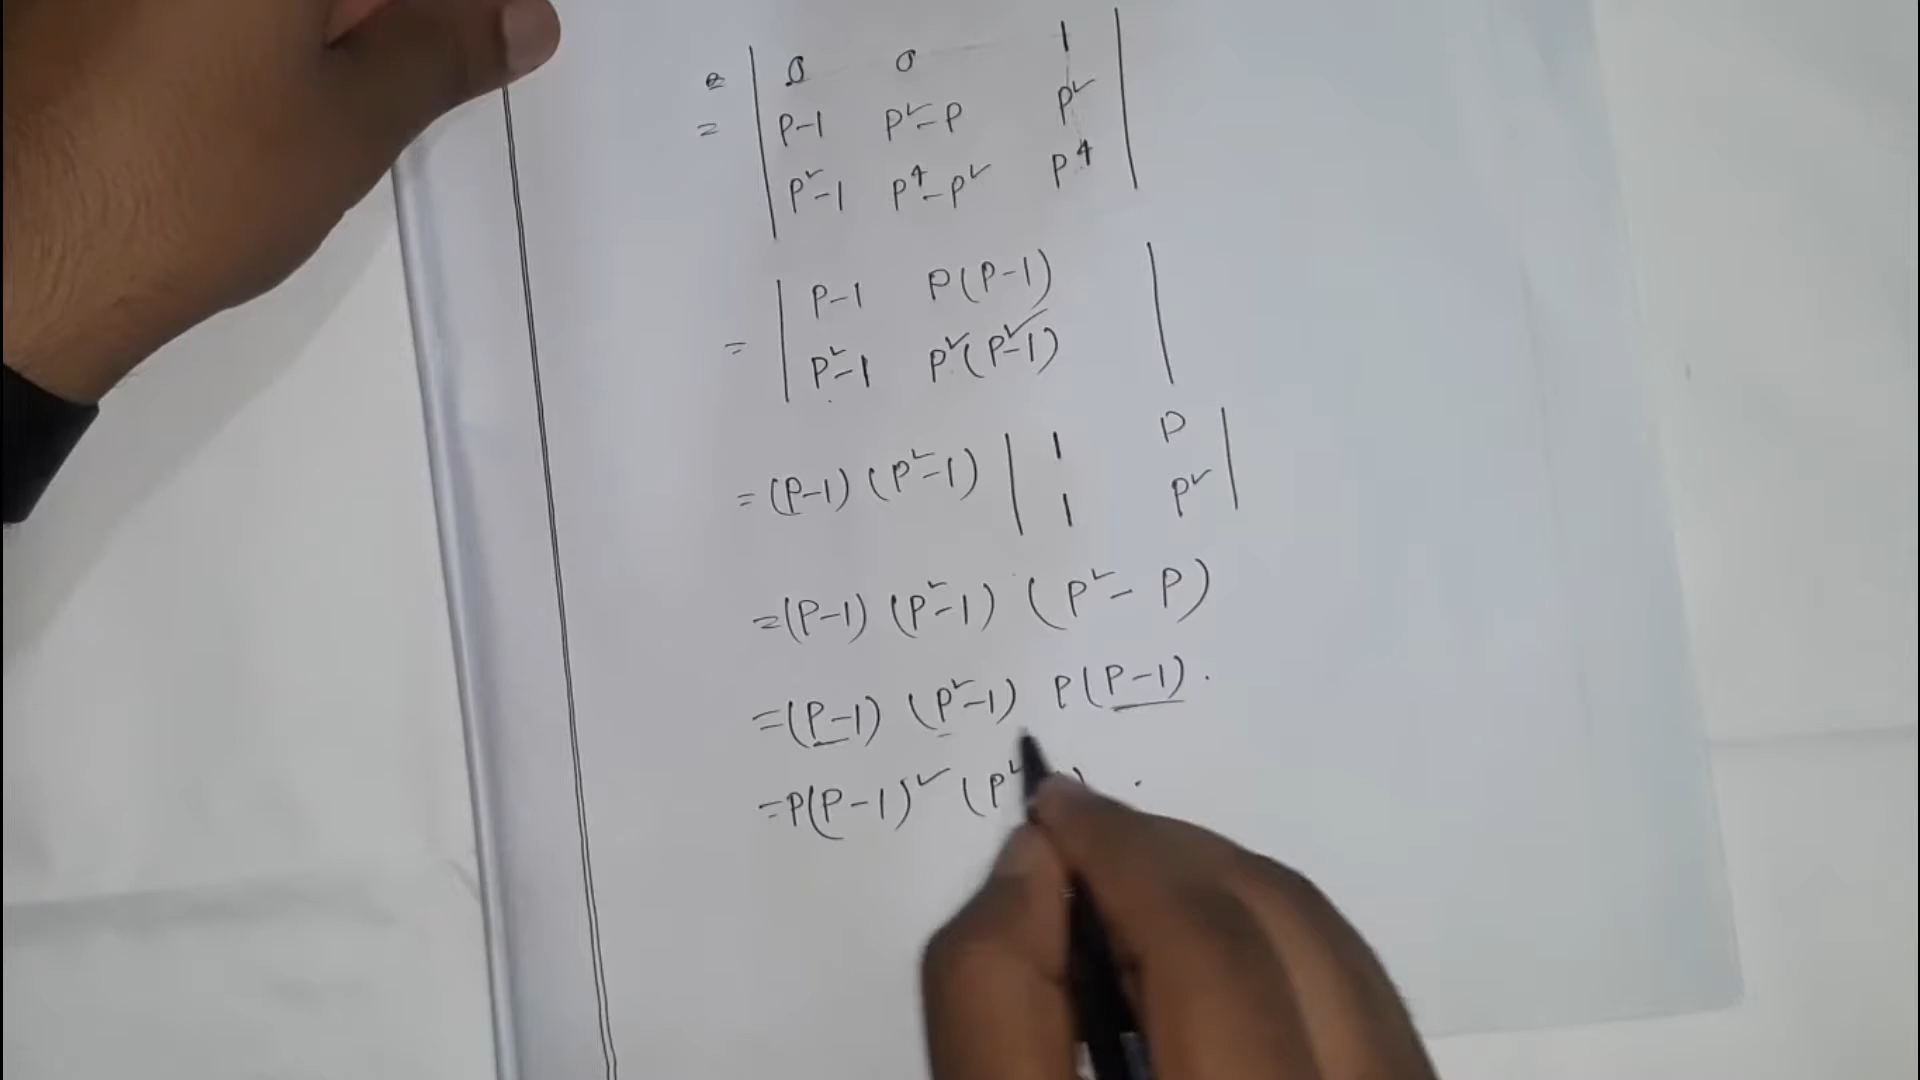 = | 0 0 1 |
| P-1 P²-P P² |
| P²-1 P⁴-P² P⁴ |
= | P-1 P(P-1) |
| P²-1 P²(P²-1) |
= (P-1) (P²-1) | 1 P |
| 1 P² |
= (P-1) (P²-1) (P²- P)
= (P-1) (P²-1) P(P-1).
= P(P-1)² (P²